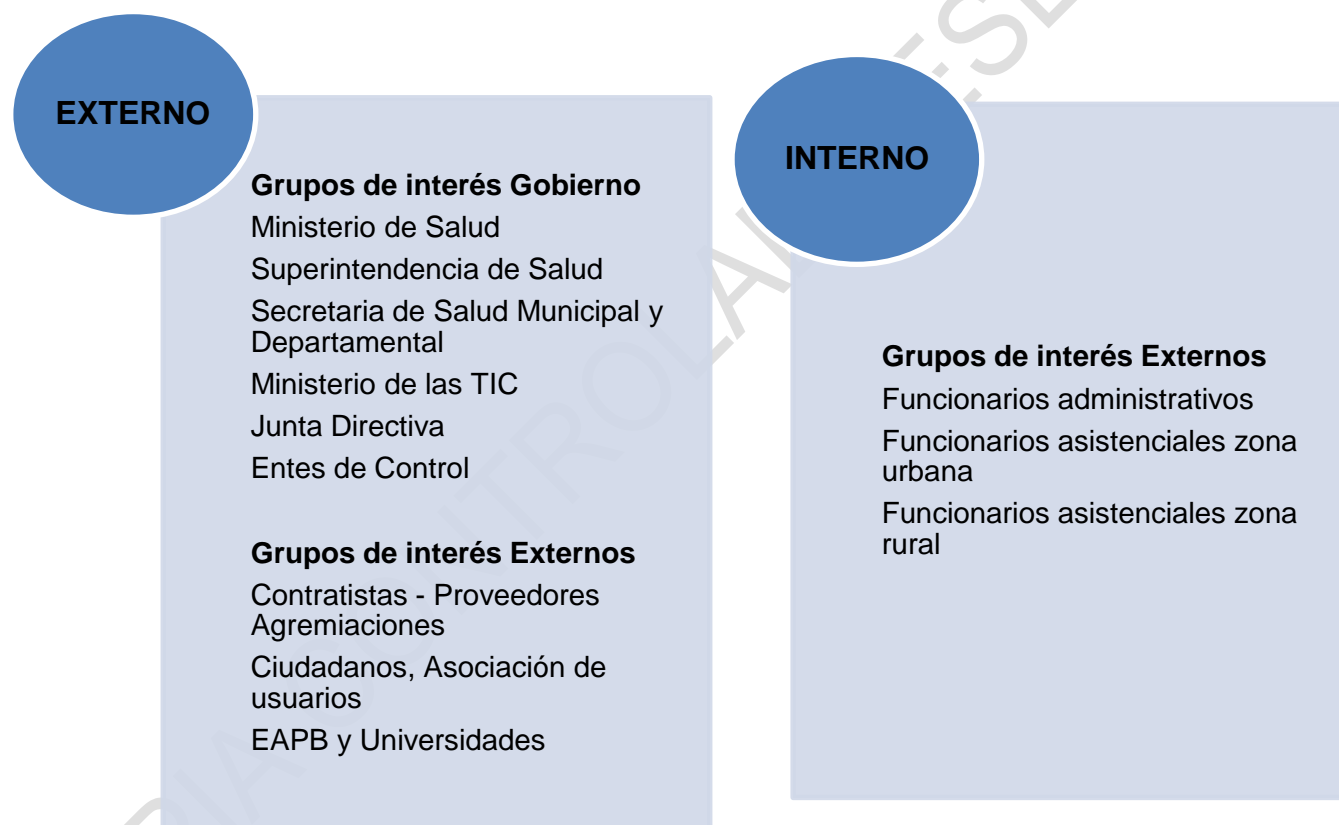 EXTERNO
Grupos de interés Gobierno
Ministerio de Salud
Superintendencia de Salud
Secretaria de Salud Municipal y
Departamental
Ministerio de las TIC
Junta Directiva
Entes de Control
Grupos de interés Externos
Contratistas - Proveedores
Agremiaciones
Ciudadanos, Asociación de
usuarios
EAPB y Universidades
INTERNO
Grupos de interés Externos
Funcionarios administrativos
Funcionarios asistenciales zona
urbana
Funcionarios asistenciales zona
rural